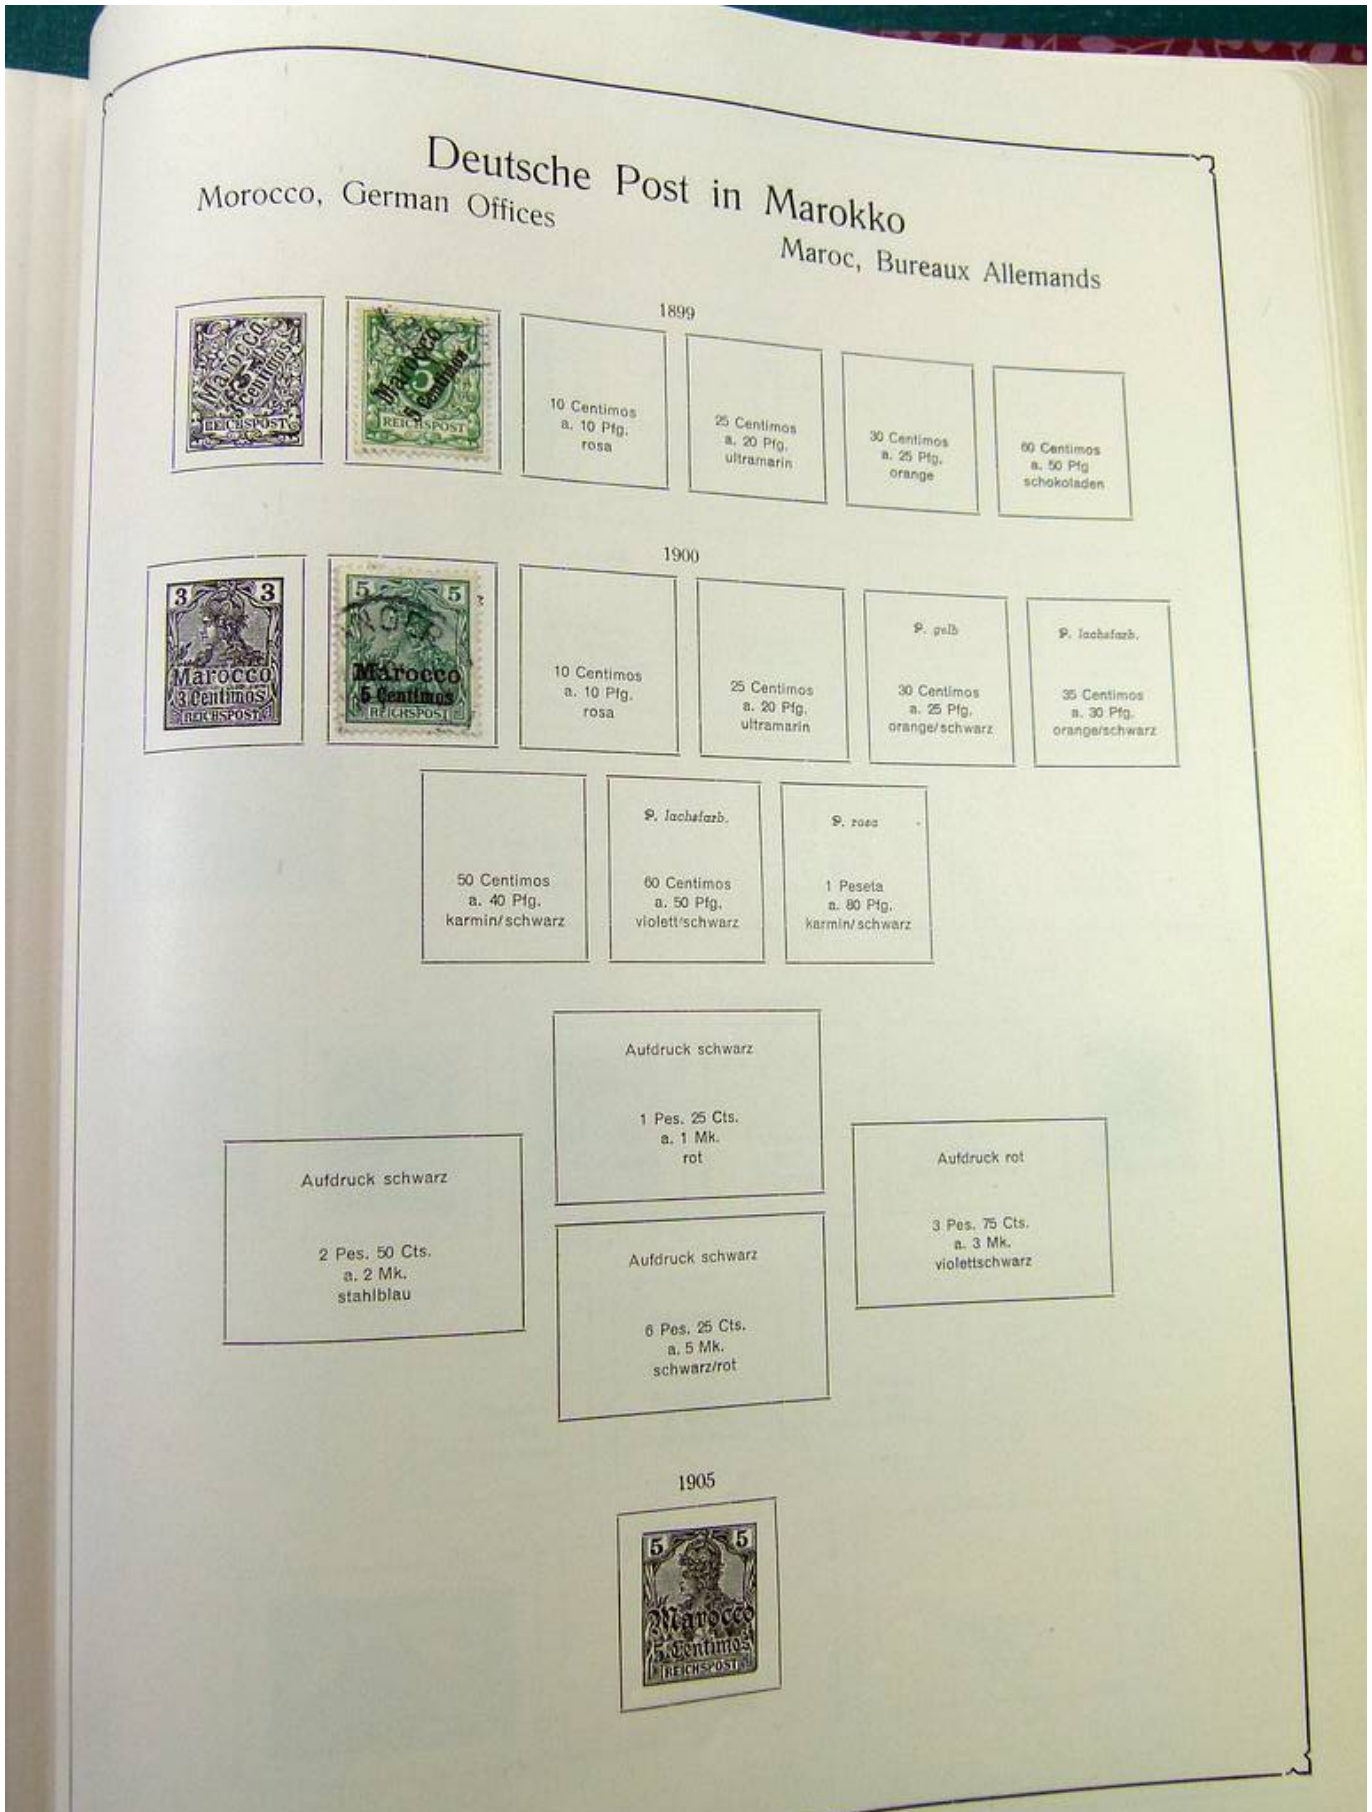 Deutsche Post in Marokko
Morocco, German Offices
Maroc, Bureaux Allemands
1899
Marocco
3 Centimos
REICHSPOST
Marocco
5
5 Centimos
REICHSPOST
10 Centimos
a. 10 Pfg.
rosa
25 Centimos
a. 20 Pfg.
ultramarin
30 Centimos
a. 25 Pfg.
orange
60 Centimos
a. 50 Pfg
schokoladen
1900
3 3
Marocco
3 Centimos
REICHSPOST
5 5
Marocco
5 Centimos
REICHSPOST
10 Centimos
a. 10 Pfg.
rosa
25 Centimos
a. 20 Pfg.
ultramarin
P. gelb
30 Centimos
a. 25 Pfg.
orange/schwarz
P. lachsfarb.
35 Centimos
a. 30 Pfg.
orange/schwarz
50 Centimos
a. 40 Pfg.
karmin/schwarz
P. lachsfarb.
60 Centimos
a. 50 Pfg.
violett/schwarz
P. rosa
1 Peseta
a. 80 Pfg.
karmin/schwarz
Aufdruck schwarz
1 Pes. 25 Cts.
a. 1 Mk.
rot
Aufdruck schwarz
2 Pes. 50 Cts.
a. 2 Mk.
stahlblau
Aufdruck rot
3 Pes. 75 Cts.
a. 3 Mk.
violettschwarz
Aufdruck schwarz
6 Pes. 25 Cts.
a. 5 Mk.
schwarz/rot
1905
5 5
Marocco
5 Centimos
REICHSPOST